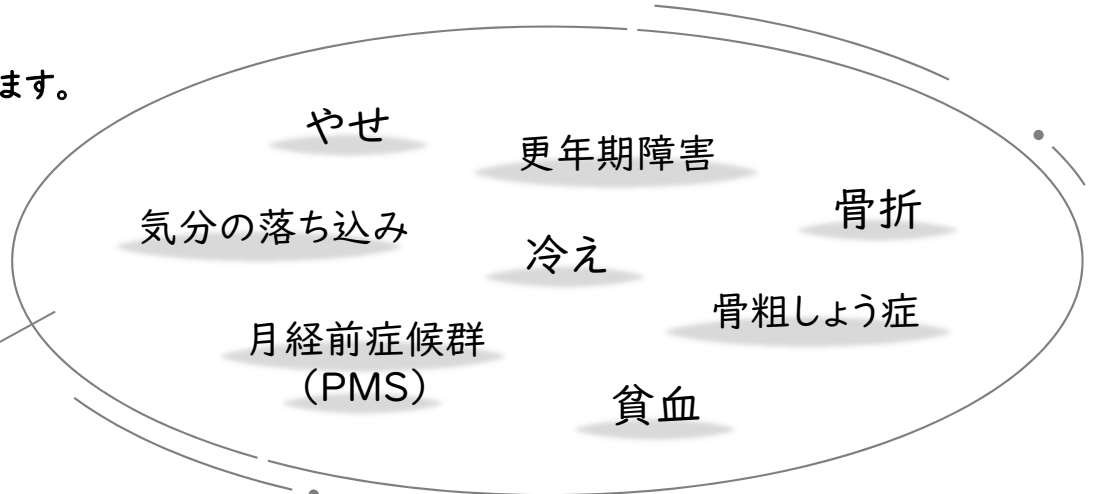 ます。
やせ
更年期障害
骨折
気分の落ち込み
冷え
骨粗しょう症
月経前症候群
(PMS)
貧血